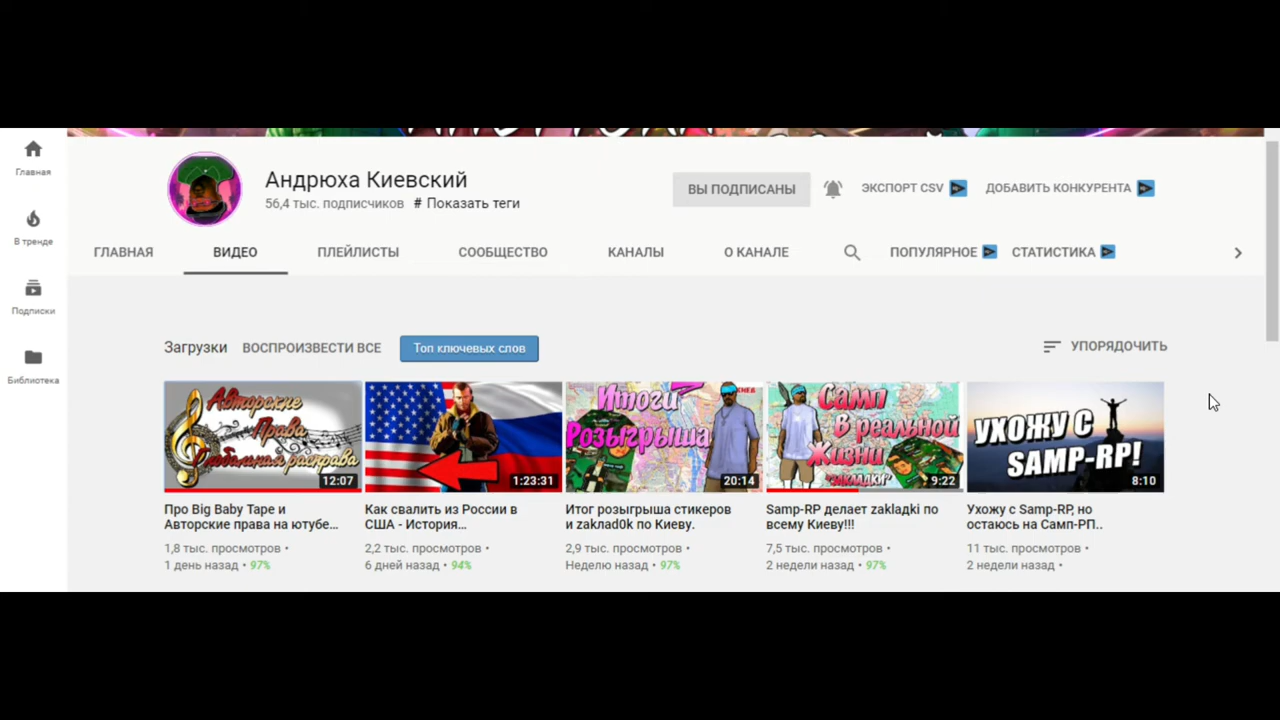 Главная
В тренде
Подписки
Библиотека
Андрюха Киевский
56,4 тыс. подписчиков # Показать теги
ВЫ ПОДПИСАНЫ
ЭКСПОРТ CSV
ДОБАВИТЬ КОНКУРЕНТА
ГЛАВНАЯ ВИДЕО ПЛЕЙЛИСТЫ СООБЩЕСТВО КАНАЛЫ О КАНАЛЕ ПОПУЛЯРНОЕ СТАТИСТИКА
Загрузки ВОСПРОИЗВЕСТИ ВСЕ Топ ключевых слов УПОРЯДОЧИТЬ
Авторские
Права
Глобальная расправа
12:07
Про Big Baby Tape и
Авторские права на ютубе...
1,8 тыс. просмотров •
1 день назад • 97%
1:23:31
Как свалить из России в
США - История...
2,2 тыс. просмотров •
6 дней назад • 94%
Итоги
Розыгрыша
20:14
Итог розыгрыша стикеров
и zакладok по Киеву.
2,9 тыс. просмотров •
Неделю назад • 97%
Самп
В реальной
Жизни
"ЗАКЛАДКИ"
9:22
Samp-RP делает zakladki по
всему Киеву!!!
7,5 тыс. просмотров •
2 недели назад • 97%
УХОЖУ С
SAMP-RP!
8:10
Ухожу с Samp-RP, но
остаюсь на Самп-РП..
11 тыс. просмотров •
2 недели назад •